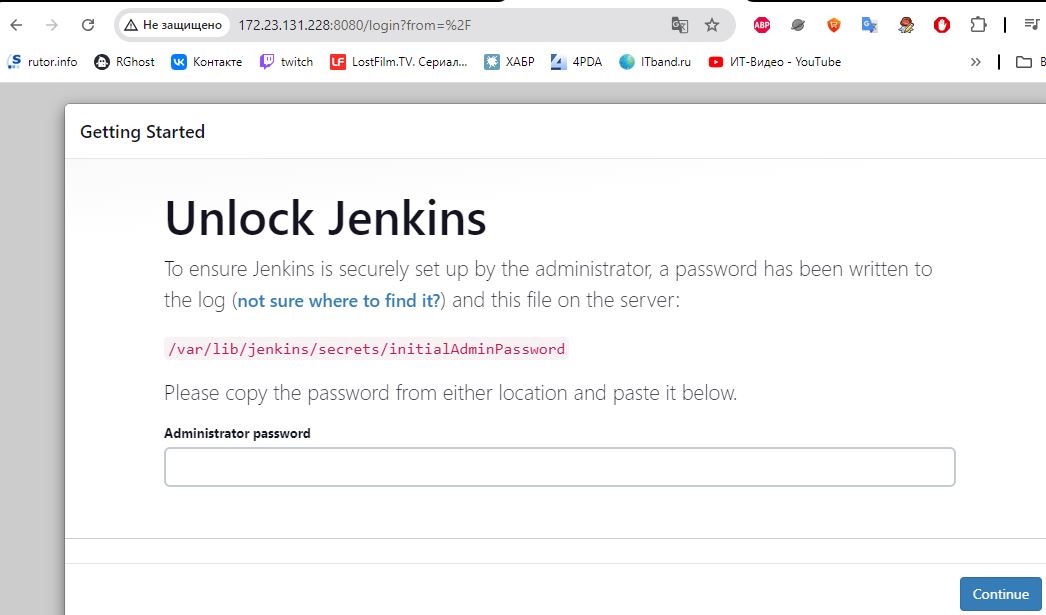 Не защищено
172.23.131.228:8080/login?from=%2F
ABP
rutor.info
RGhost
Контакте
twitch
LF
LostFilm.TV. Сериал...
ХАБР
4PDA
ITband.ru
ИТ-Видео - YouTube
Getting Started
Unlock Jenkins
To ensure Jenkins is securely set up by the administrator, a password has been written to
the log (not sure where to find it?) and this file on the server:
/var/lib/jenkins/secrets/initialAdminPassword
Please copy the password from either location and paste it below.
Administrator password
Continue